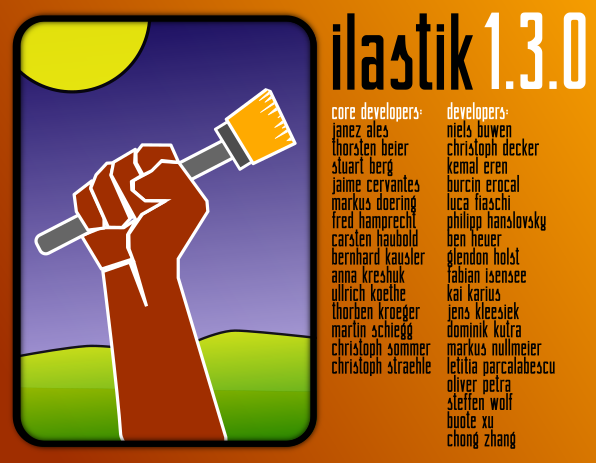 ilastik 1.3.0
core developers:
janez ales
thorsten beier
stuart berg
jaime cervantes
markus doering
fred hamprecht
carsten haubold
bernhard kausler
anna kreshuk
ullrich koethe
thorben kroeger
martin schiegg
christoph sommer
christoph straehle
developers:
niels buwen
christoph decker
kemal eren
burcin erocal
luca fiaschi
philipp hanslovsky
ben heuer
glendon holst
fabian isensee
kai karius
jens kleesiek
dominik kutra
markus nullmeier
letitia parcalabescu
oliver petra
steffen wolf
buote xu
chong zhang